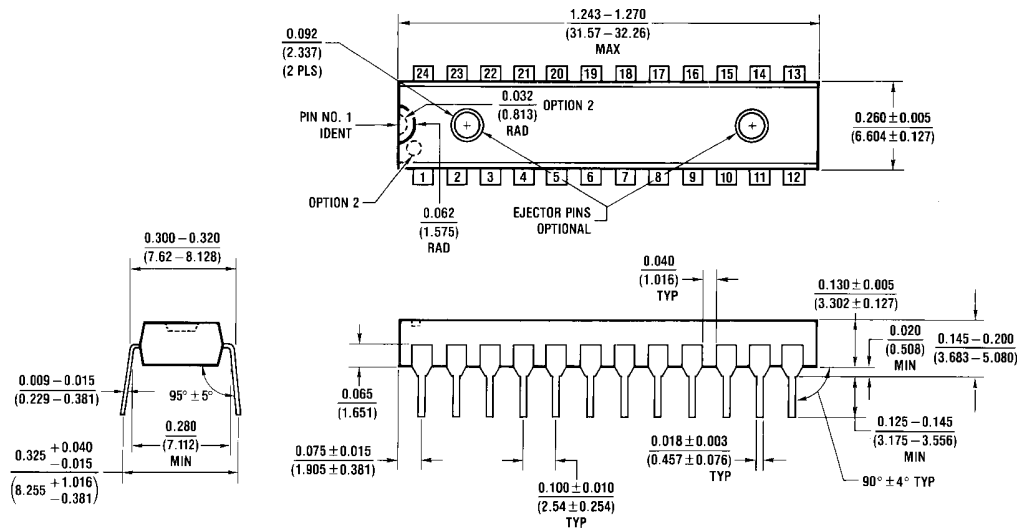 1.243 – 1.270
(31.57 – 32.26)
MAX
0.092
(2.337)
(2 PLS)
24 23 22 21 20 19 18 17 16 15 14 13
0.032
(0.813)
RAD
OPTION 2
PIN NO. 1
IDENT
0.260 ± 0.005
(6.604 ± 0.127)
1 2 3 4 5 6 7 8 9 10 11 12
OPTION 2
0.062
(1.575)
RAD
EJECTOR PINS
OPTIONAL
0.300 – 0.320
(7.62 – 8.128)
0.040
(1.016)
TYP
0.130 ± 0.005
(3.302 ± 0.127)
0.020
(0.508)
MIN
0.145 – 0.200
(3.683 – 5.080)
0.009 – 0.015
(0.229 – 0.381)
95° ± 5°
0.280
(7.112)
MIN
0.325 +0.040 –0.015
(8.255 +1.016 –0.381)
0.065
(1.651)
0.075 ± 0.015
(1.905 ± 0.381)
0.100 ± 0.010
(2.54 ± 0.254)
TYP
0.018 ± 0.003
(0.457 ± 0.076)
TYP
0.125 – 0.145
(3.175 – 3.556)
MIN
90° ± 4° TYP